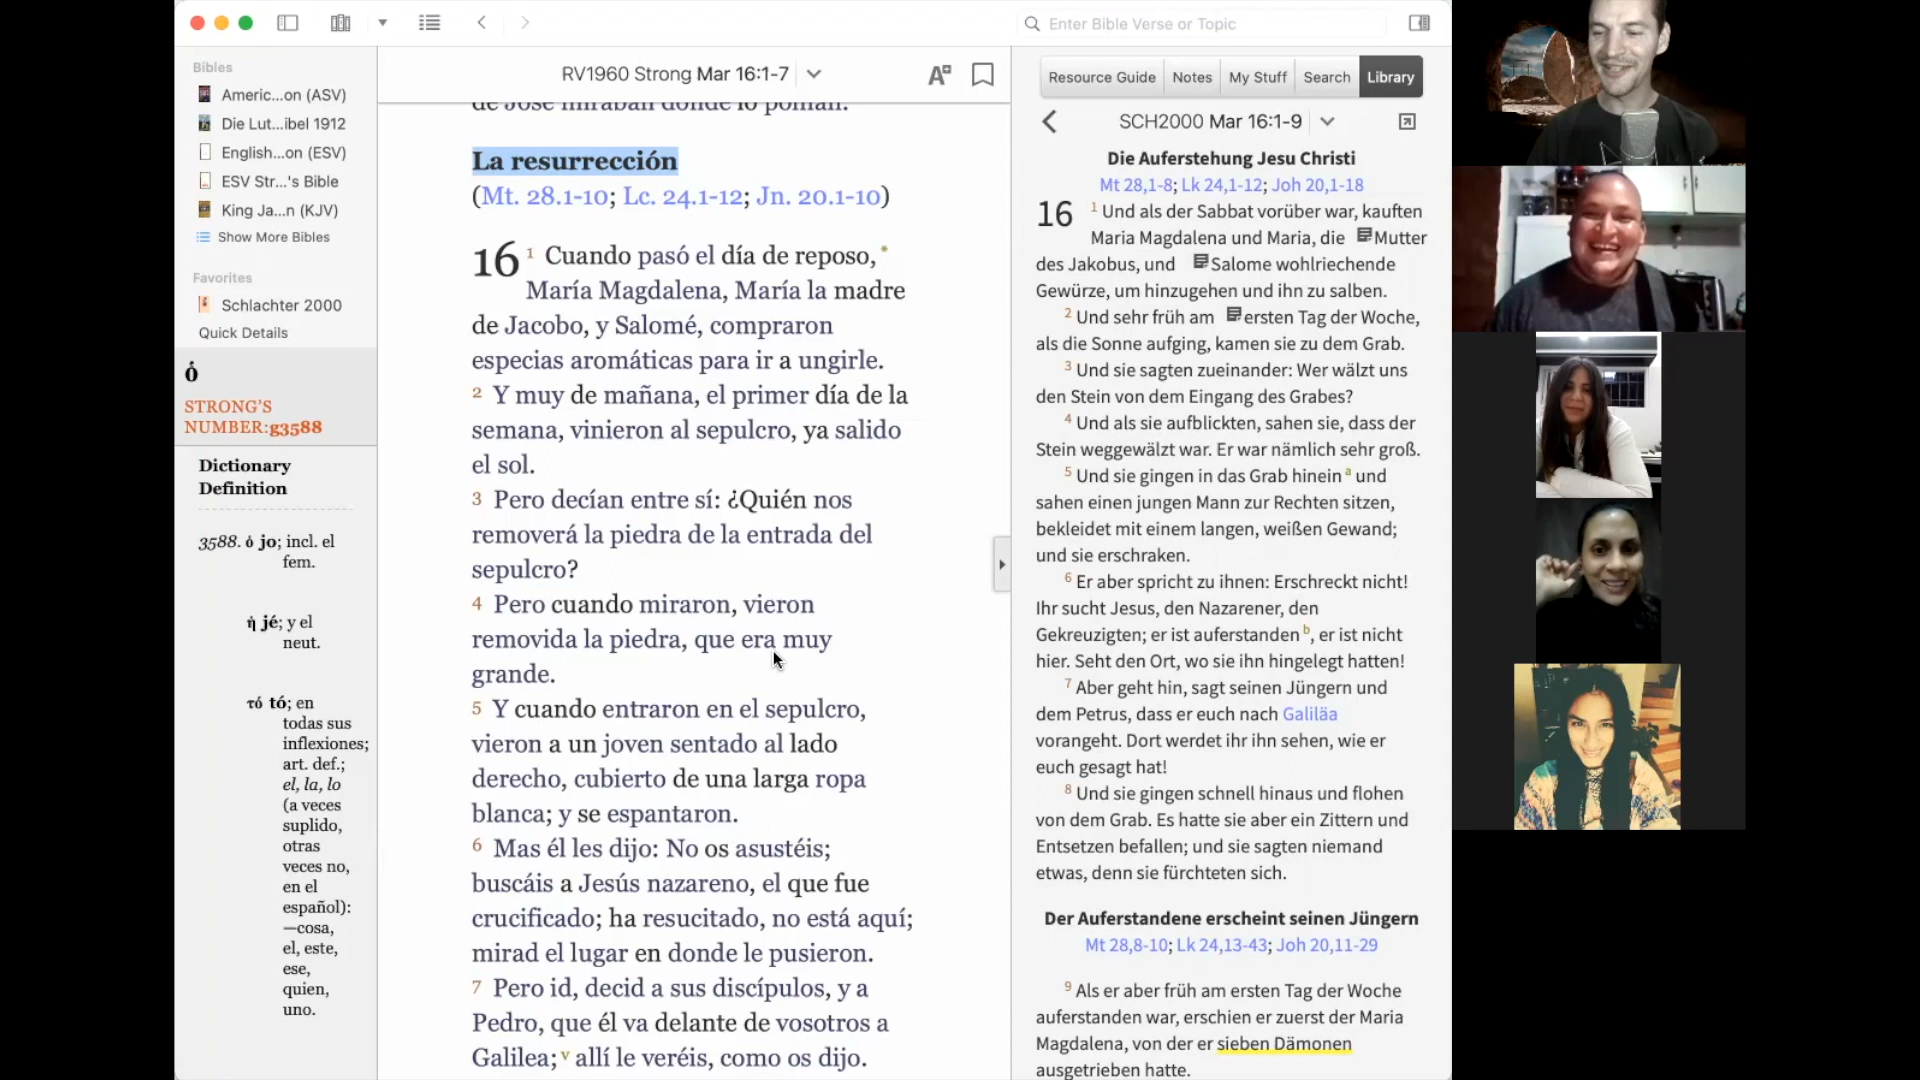 Enter Bible Verse or Topic
Bibles
Americ...on (ASV)
Die Lut...ibel 1912
English...on (ESV)
ESV Str...'s Bible
King Ja...n (KJV)
Show More Bibles
Favorites
Schlachter 2000
Quick Details
ὁ
STRONG'S
NUMBER:g3588
Dictionary
Definition
3588. ὁ jo; incl. el
fem.
ἡ jé; y el
neut.
τό tó; en
todas sus
inflexiones;
art. def.;
el, la, lo
(a veces
suplido,
otras
veces no,
en el
español):
—cosa,
el, este,
ese,
quien,
uno.
RV1960 Strong Mar 16:1-7
de José miraban dónde lo ponían.
La resurrección
(Mt. 28.1-10; Lc. 24.1-12; Jn. 20.1-10)
16 1 Cuando pasó el día de reposo,*
María Magdalena, María la madre
de Jacobo, y Salomé, compraron
especias aromáticas para ir a ungirle.
2 Y muy de mañana, el primer día de la
semana, vinieron al sepulcro, ya salido
el sol.
3 Pero decían entre sí: ¿Quién nos
removerá la piedra de la entrada del
sepulcro?
4 Pero cuando miraron, vieron
removida la piedra, que era muy
grande.
5 Y cuando entraron en el sepulcro,
vieron a un joven sentado al lado
derecho, cubierto de una larga ropa
blanca; y se espantaron.
6 Mas él les dijo: No os asustéis;
buscáis a Jesús nazareno, el que fue
crucificado; ha resucitado, no está aquí;
mirad el lugar en donde le pusieron.
7 Pero id, decid a sus discípulos, y a
Pedro, que él va delante de vosotros a
Galilea;v allí le veréis, como os dijo.
Resource Guide Notes My Stuff Search Library
SCH2000 Mar 16:1-9
Die Auferstehung Jesu Christi
Mt 28,1-8; Lk 24,1-12; Joh 20,1-18
16 1 Und als der Sabbat vorüber war, kauften
Maria Magdalena und Maria, die Mutter
des Jakobus, und Salome wohlriechende
Gewürze, um hinzugehen und ihn zu salben.
2 Und sehr früh am ersten Tag der Woche,
als die Sonne aufging, kamen sie zu dem Grab.
3 Und sie sagten zueinander: Wer wälzt uns
den Stein von dem Eingang des Grabes?
4 Und als sie aufblickten, sahen sie, dass der
Stein weggewälzt war. Er war nämlich sehr groß.
5 Und sie gingen in das Grab hinein a und
sahen einen jungen Mann zur Rechten sitzen,
bekleidet mit einem langen, weißen Gewand;
und sie erschraken.
6 Er aber spricht zu ihnen: Erschreckt nicht!
Ihr sucht Jesus, den Nazarener, den
Gekreuzigten; er ist auferstanden b, er ist nicht
hier. Seht den Ort, wo sie ihn hingelegt hatten!
7 Aber geht hin, sagt seinen Jüngern und
dem Petrus, dass er euch nach Galiläa
vorangeht. Dort werdet ihr ihn sehen, wie er
euch gesagt hat!
8 Und sie gingen schnell hinaus und flohen
von dem Grab. Es hatte sie aber ein Zittern und
Entsetzen befallen; und sie sagten niemand
etwas, denn sie fürchteten sich.
Der Auferstandene erscheint seinen Jüngern
Mt 28,8-10; Lk 24,13-43; Joh 20,11-29
9 Als er aber früh am ersten Tag der Woche
auferstanden war, erschien er zuerst der Maria
Magdalena, von der er sieben Dämonen
ausgetrieben hatte.